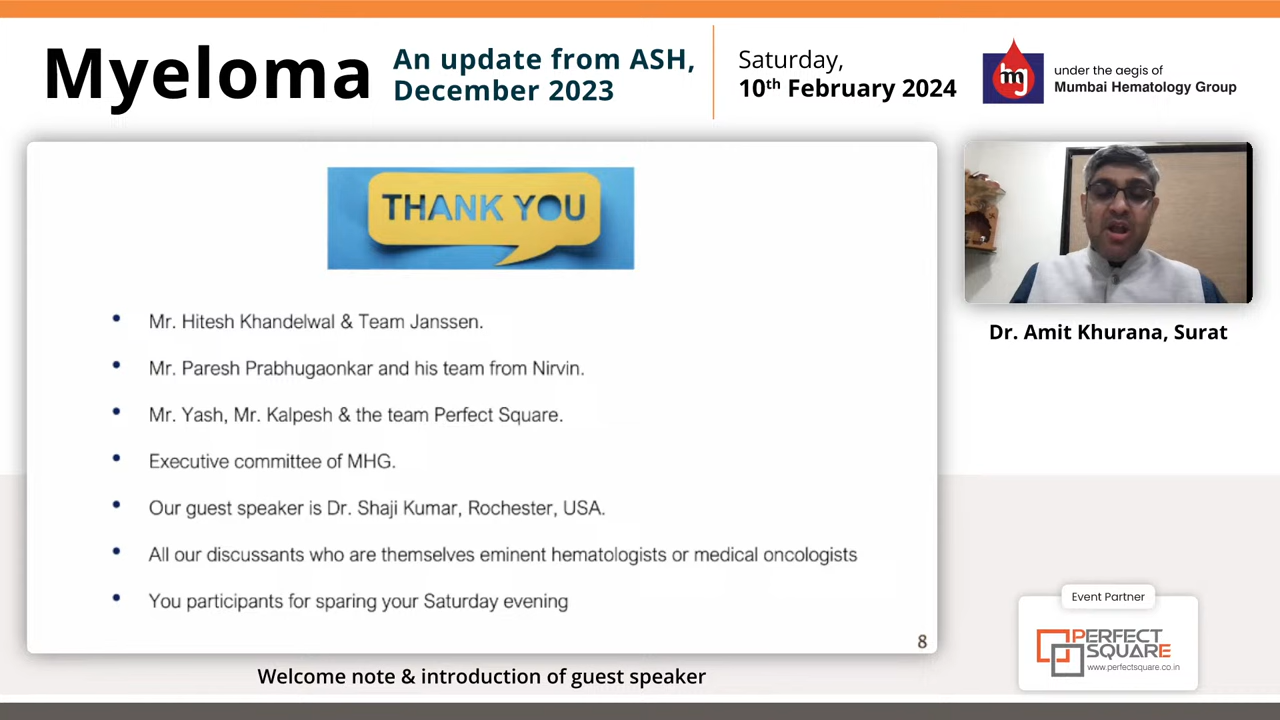 Myeloma
An update from ASH,
December 2023
Saturday,
10th February 2024
mg
under the aegis of
Mumbai Hematology Group
THANK YOU
• Mr. Hitesh Khandelwal & Team Janssen.
• Mr. Paresh Prabhugaonkar and his team from Nirvin.
• Mr. Yash, Mr. Kalpesh & the team Perfect Square.
• Executive committee of MHG.
• Our guest speaker is Dr. Shaji Kumar, Rochester, USA.
• All our discussants who are themselves eminent hematologists or medical oncologists
• You participants for sparing your Saturday evening
8
Dr. Amit Khurana, Surat
Event Partner
PERFECT
SQUARE
www.perfectsquare.co.in
Welcome note & introduction of guest speaker